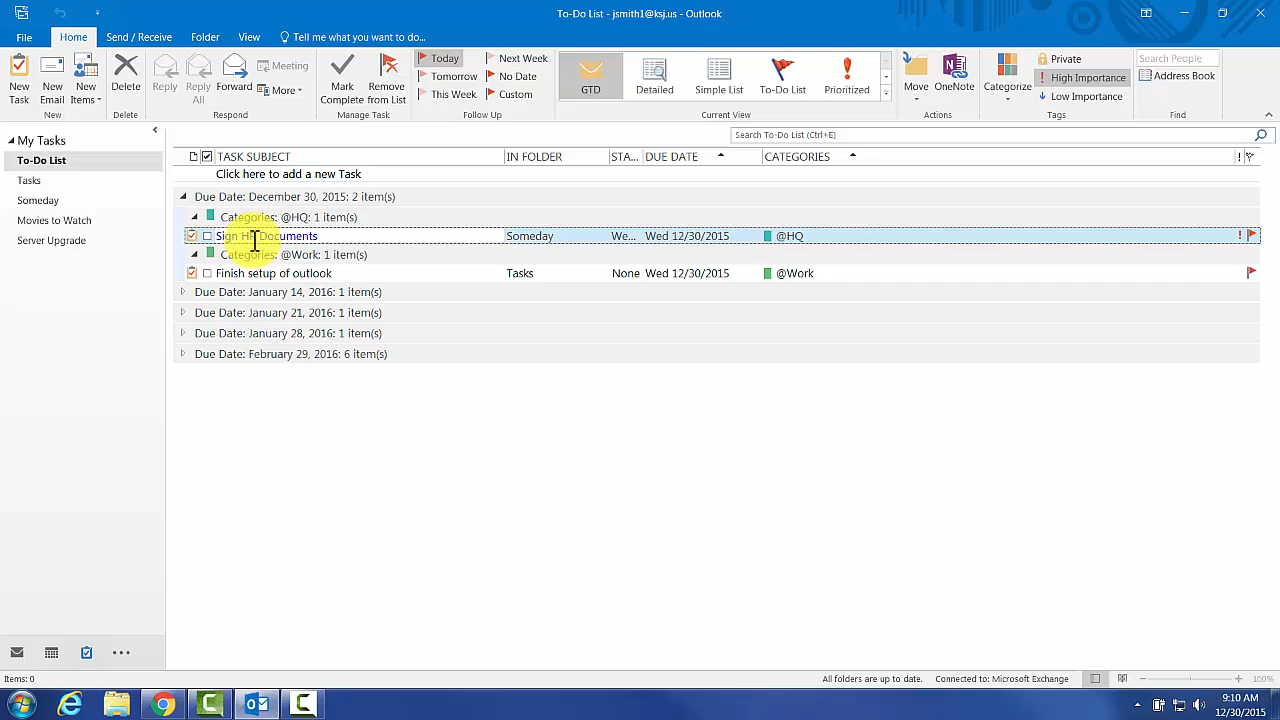 To-Do List - jsmith1@ksj.us - Outlook
File Home Send / Receive Folder View Tell me what you want to do...
New Task
New Email
New Items
New
Delete
Delete
Reply
Reply All
Forward
Meeting
More
Respond
Mark Complete
Remove from List
Manage Task
Today
Tomorrow
This Week
Next Week
No Date
Custom
Follow Up
GTD
Detailed
Simple List
To-Do List
Prioritized
Current View
Move
OneNote
Actions
Categorize
Private
High Importance
Low Importance
Tags
Search People
Address Book
Find
My Tasks
To-Do List
Tasks
Someday
Movies to Watch
Server Upgrade
Search To-Do List (Ctrl+E)
TASK SUBJECT IN FOLDER STA... DUE DATE CATEGORIES
Click here to add a new Task
Due Date: December 30, 2015: 2 item(s)
Categories: @HQ: 1 item(s)
Sign Documents Someday We... Wed 12/30/2015 @HQ
Categories: @Work: 1 item(s)
Finish setup of outlook Tasks None Wed 12/30/2015 @Work
Due Date: January 14, 2016: 1 item(s)
Due Date: January 21, 2016: 1 item(s)
Due Date: January 28, 2016: 1 item(s)
Due Date: February 29, 2016: 6 item(s)
Items: 0 All folders are up to date. Connected to: Microsoft Exchange 100%
9:10 AM
12/30/2015